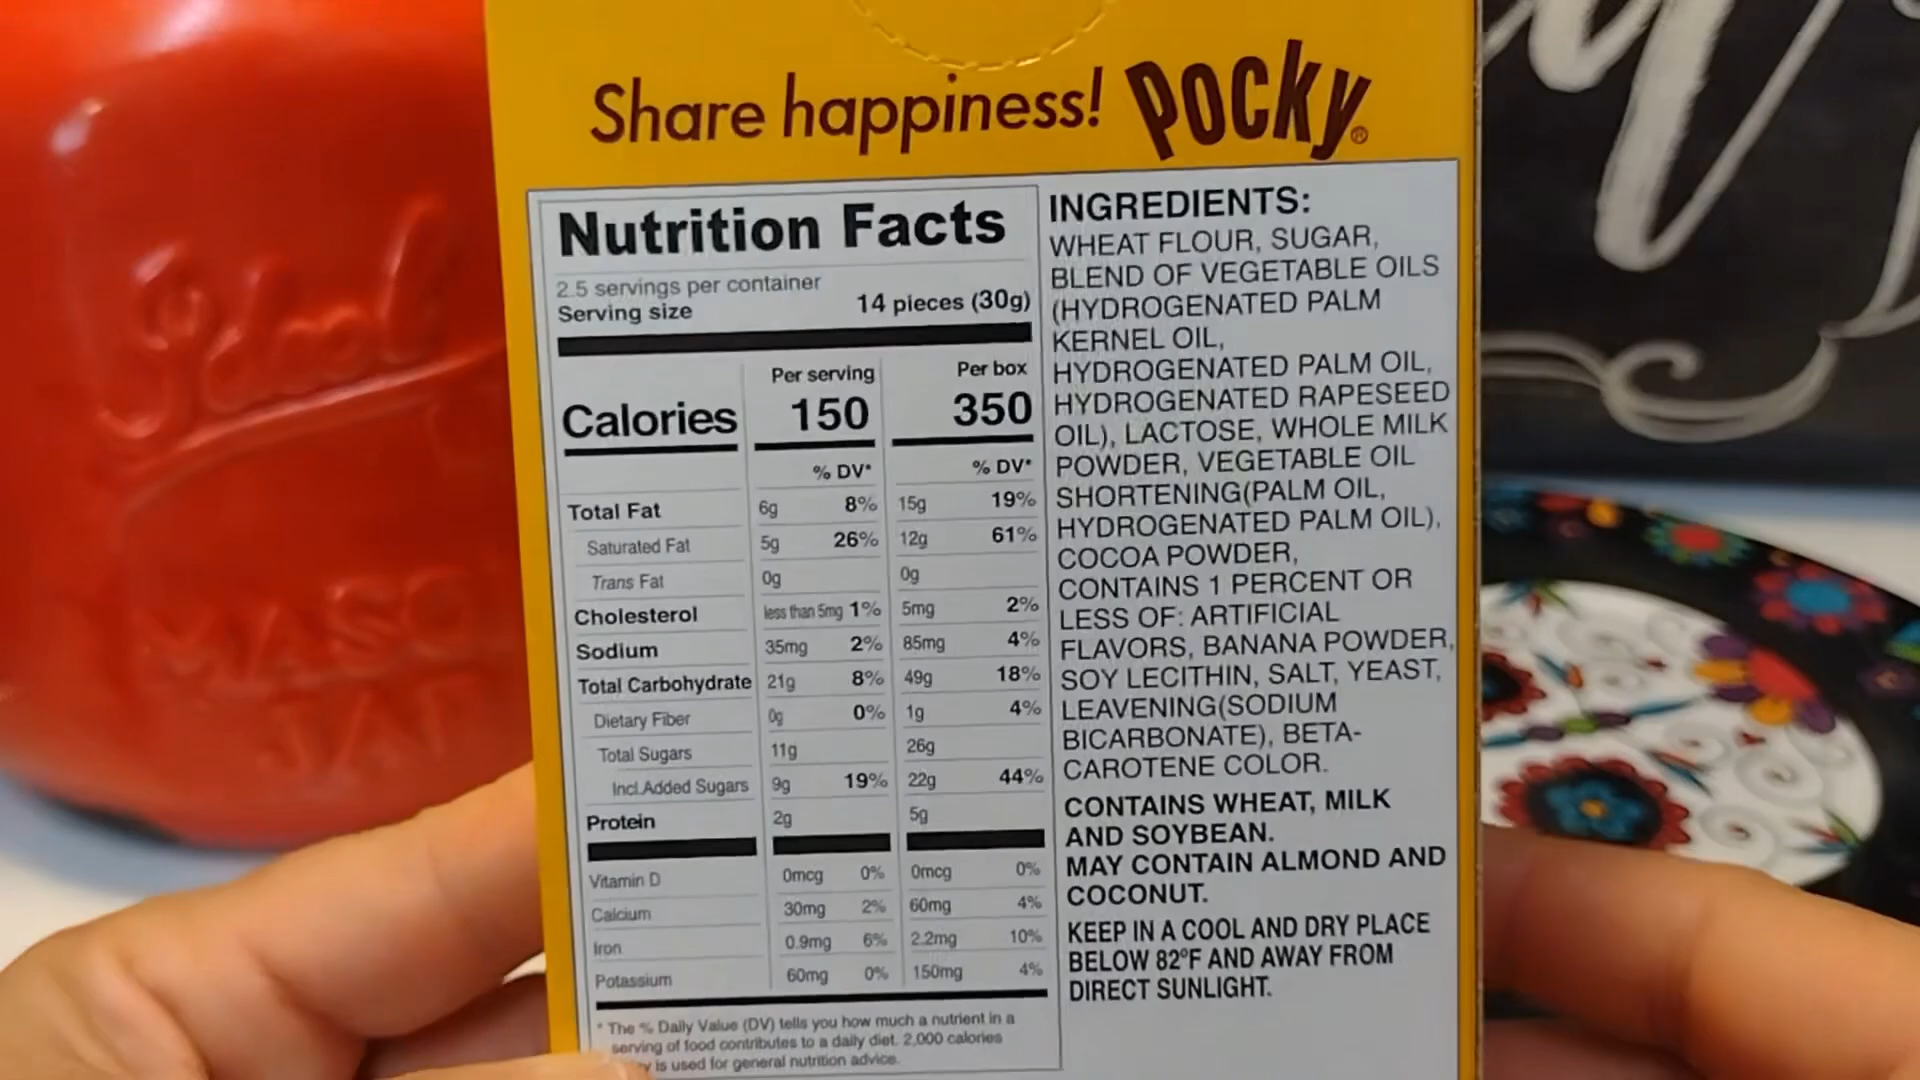 Share happiness! Pocky®
Nutrition Facts
2.5 servings per container
Serving size 14 pieces (30g)
Per serving Per box
Calories 150 350
% DV* % DV*
Total Fat 6g 8% 15g 19%
Saturated Fat 5g 26% 12g 61%
Trans Fat 0g 0g
Cholesterol less than 5mg 1% 5mg 2%
Sodium 35mg 2% 85mg 4%
Total Carbohydrate 21g 8% 49g 18%
Dietary Fiber 0g 0% 1g 4%
Total Sugars 11g 26g
Incl.Added Sugars 9g 19% 22g 44%
Protein 2g 5g
Vitamin D 0mcg 0% 0mcg 0%
Calcium 30mg 2% 60mg 4%
Iron 0.9mg 6% 2.2mg 10%
Potassium 60mg 0% 150mg 4%
* The % Daily Value (DV) tells you how much a nutrient in a
serving of food contributes to a daily diet. 2,000 calories
is used for general nutrition advice.
INGREDIENTS:
WHEAT FLOUR, SUGAR,
BLEND OF VEGETABLE OILS
(HYDROGENATED PALM
KERNEL OIL,
HYDROGENATED PALM OIL,
HYDROGENATED RAPESEED
OIL), LACTOSE, WHOLE MILK
POWDER, VEGETABLE OIL
SHORTENING(PALM OIL,
HYDROGENATED PALM OIL),
COCOA POWDER,
CONTAINS 1 PERCENT OR
LESS OF: ARTIFICIAL
FLAVORS, BANANA POWDER,
SOY LECITHIN, SALT, YEAST,
LEAVENING(SODIUM
BICARBONATE), BETA-
CAROTENE COLOR.
CONTAINS WHEAT, MILK
AND SOYBEAN.
MAY CONTAIN ALMOND AND
COCONUT.
KEEP IN A COOL AND DRY PLACE
BELOW 82°F AND AWAY FROM
DIRECT SUNLIGHT.
Ideal
MASON
JAR